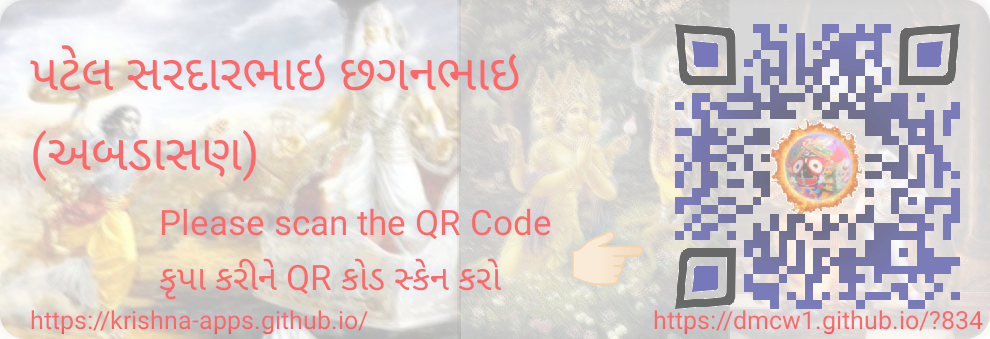 પટેલ સરદારભાઇ છગનભાઇ
(અબડાસણ)
Please scan the QR Code
કૃપા કરીને QR કોડ સ્કેન કરો
https://krishna-apps.github.io/
https://dmcw1.github.io/?834